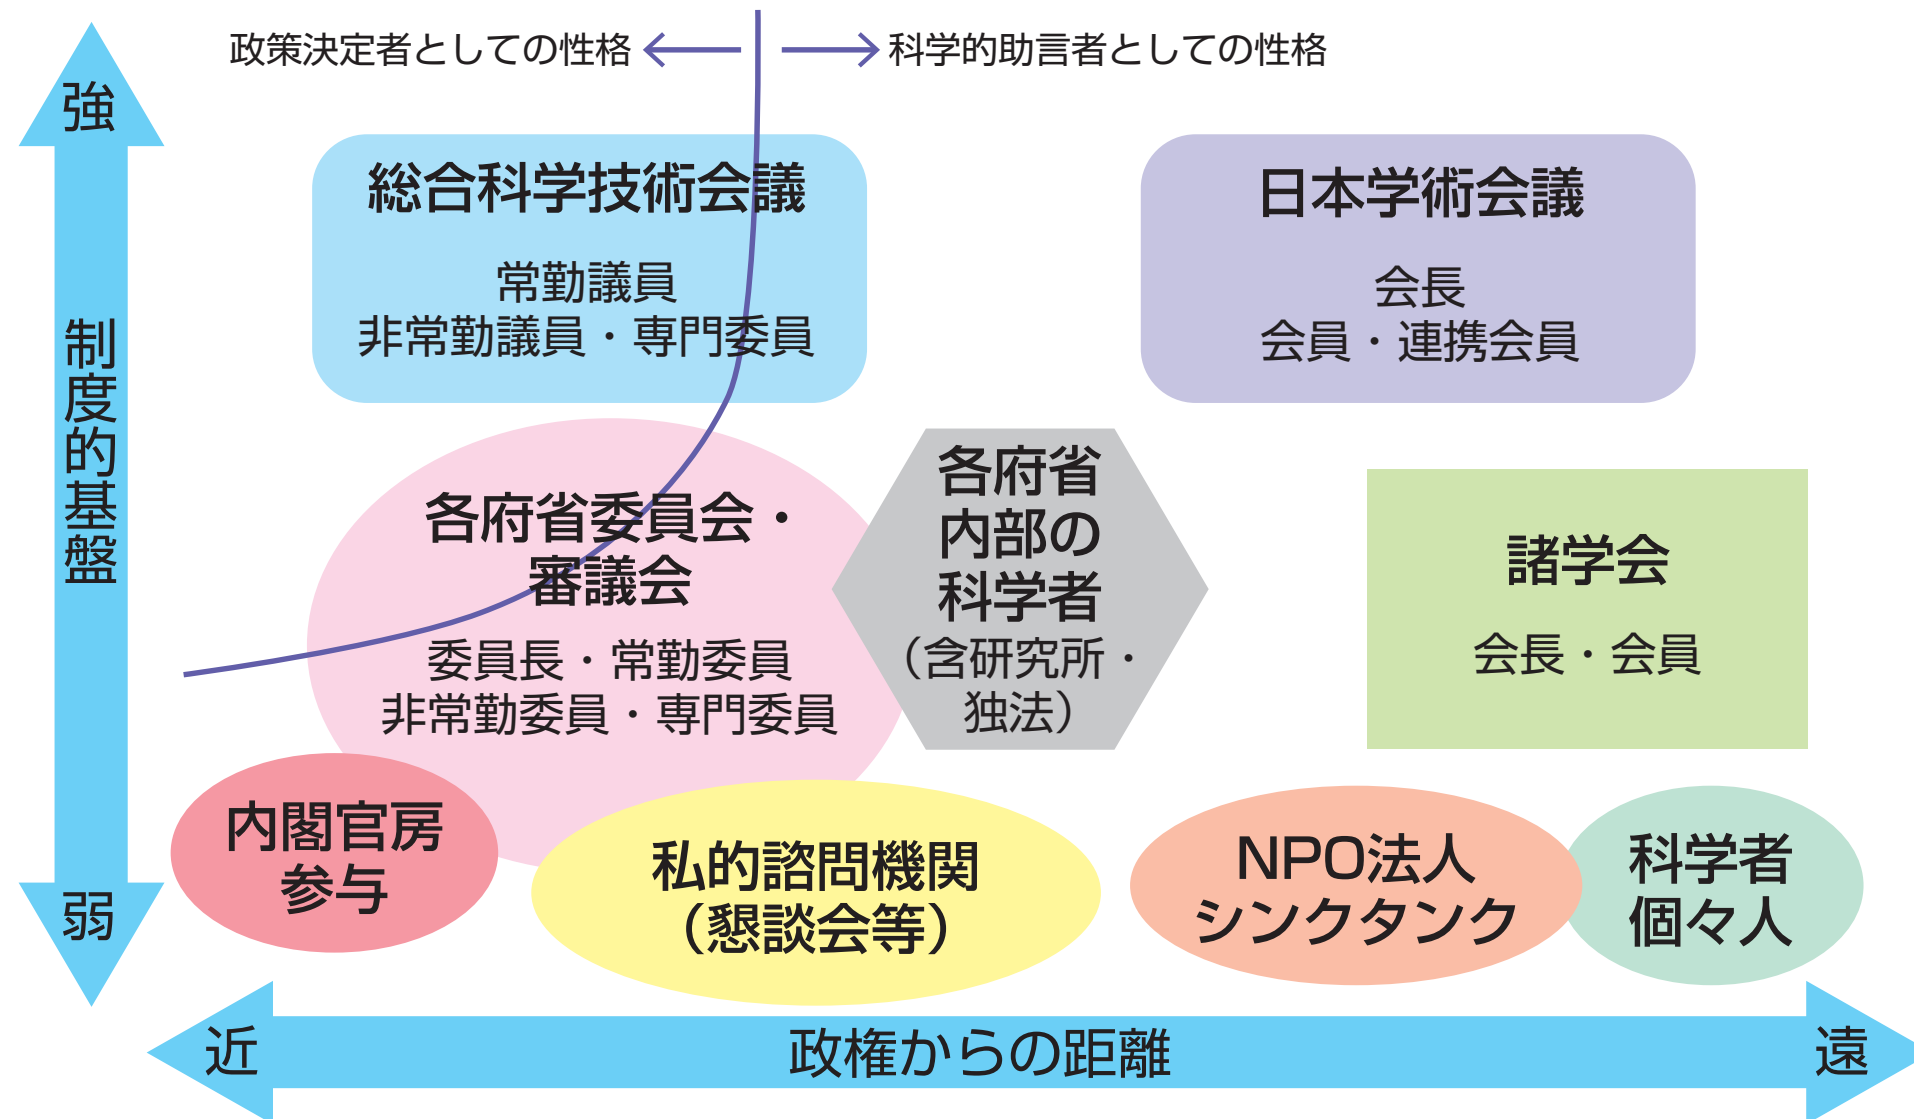 政策決定者としての性格
科学的助言者としての性格
強
制度的基盤
弱
総合科学技術会議
常勤議員
非常勤議員・専門委員
日本学術会議
会長
会員・連携会員
各府省委員会・
審議会
委員長・常勤委員
非常勤委員・専門委員
各府省
内部の
科学者
（含研究所・
独法）
諸学会
会長・会員
内閣官房
参与
私的諮問機関
（懇談会等）
NPO法人
シンクタンク
科学者
個々人
近
政権からの距離
遠